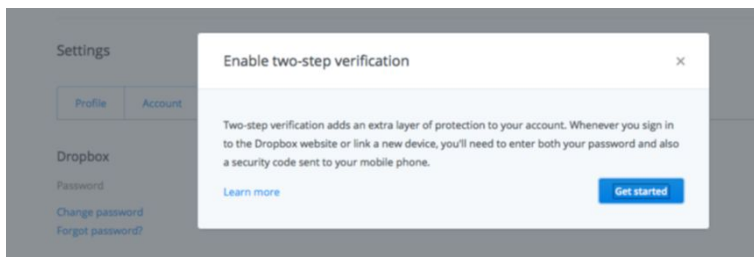 Settings
Enable two-step verification
×
Profile Account
Two-step verification adds an extra layer of protection to your account. Whenever you sign in
to the Dropbox website or link a new device, you'll need to enter both your password and also
a security code sent to your mobile phone.
Dropbox
Password
Learn more
Get started
Change password
Forgot password?